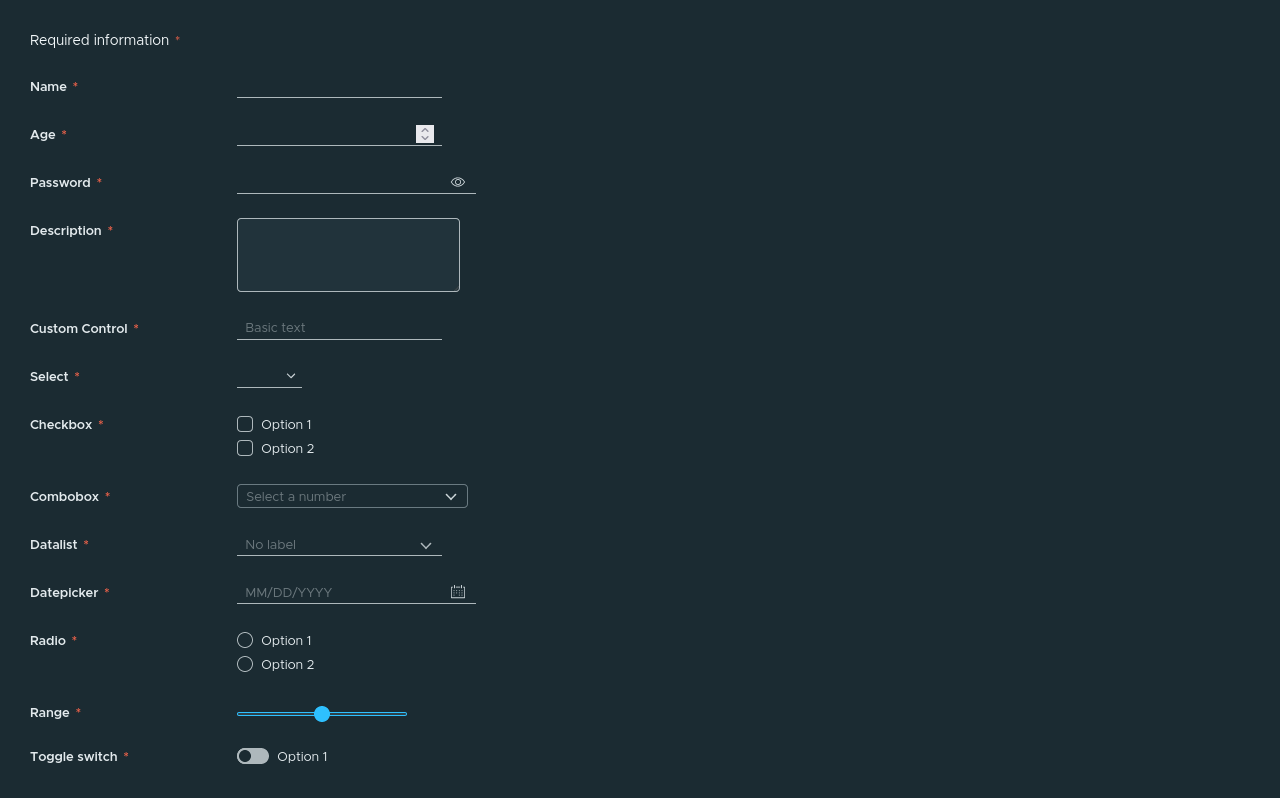 Required information *
Name *
Age *
Password *
Description *
Custom Control * Basic text
Select *
Checkbox * Option 1
Option 2
Combobox * Select a number
Datalist * No label
Datepicker * MM/DD/YYYY
Radio * Option 1
Option 2
Range *
Toggle switch * Option 1